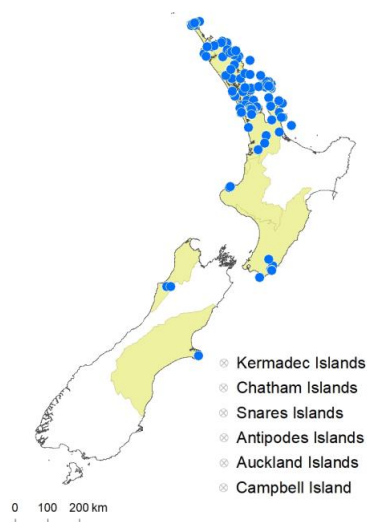 Kermadec Islands
Chatham Islands
Snares Islands
Antipodes Islands
Auckland Islands
Campbell Island
0 100 200 km